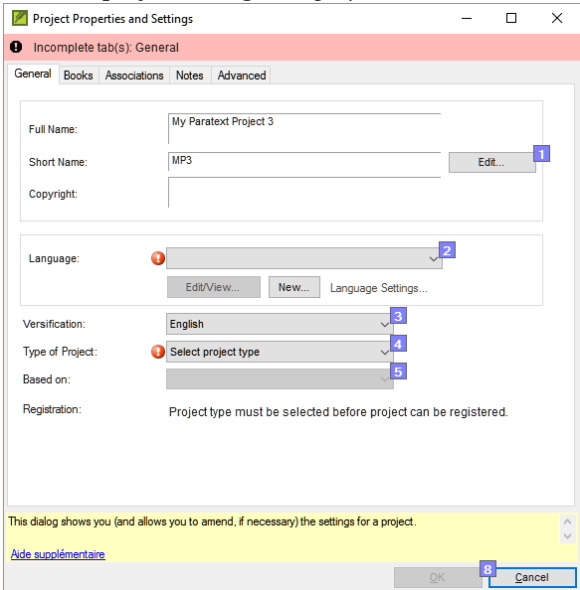 Project Properties and Settings
Incomplete tab(s): General
General Books Associations Notes Advanced
Full Name: My Paratext Project 3
Short Name: MP3 Edit... 1
Copyright:
Language: 2
Edit/View... New... Language Settings...
Versification: English 3
Type of Project: Select project type 4
Based on: 5
Registration: Project type must be selected before project can be registered.
This dialog shows you (and allows you to amend, if necessary) the settings for a project.
Aide supplémentaire
OK 8 Cancel